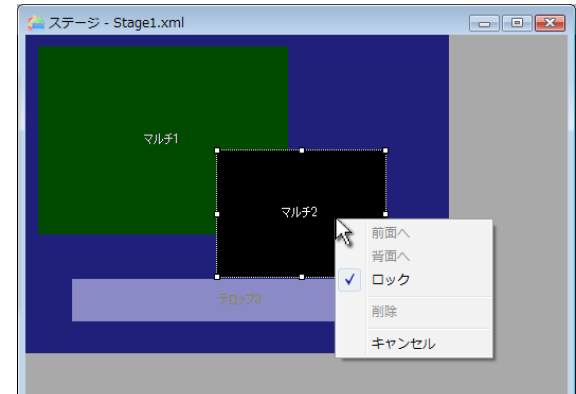 ステージ - Stage1.xml
マルチ1
マルチ2
前面へ
背面へ
ロック
テロップ3
削除
キャンセル